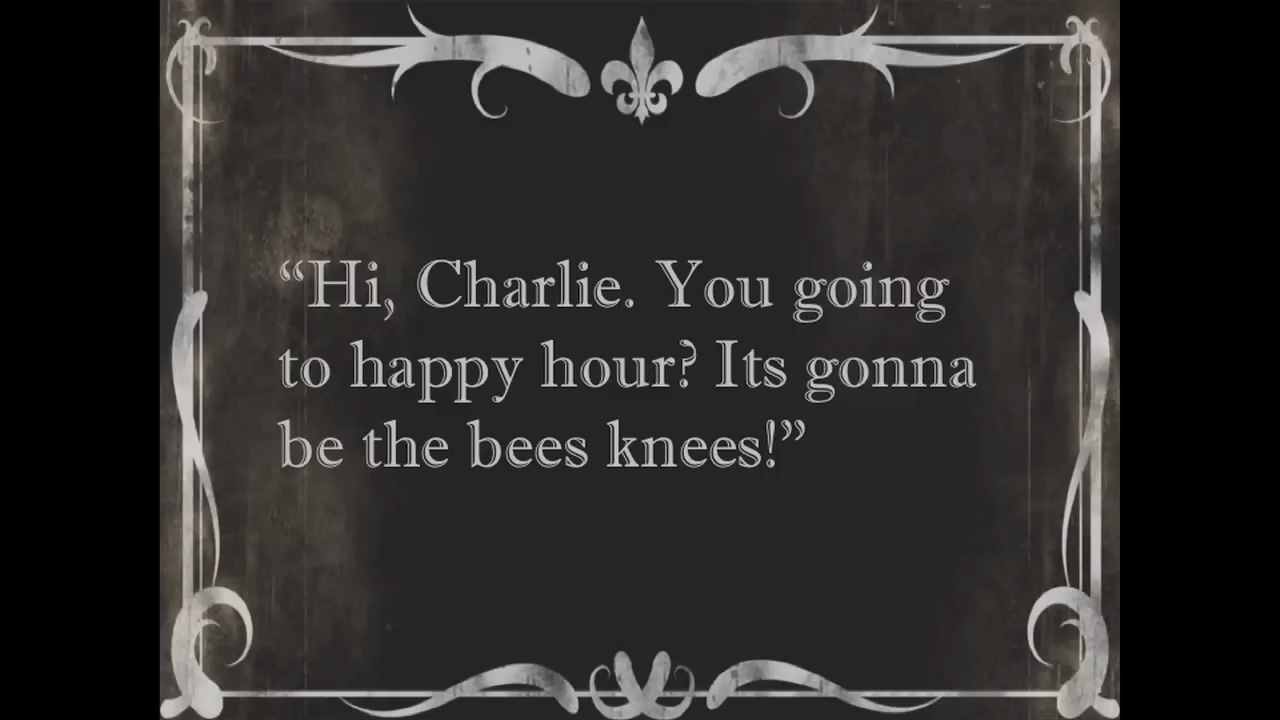 “Hi, Charlie. You going
to happy hour? Its gonna
be the bees knees!”